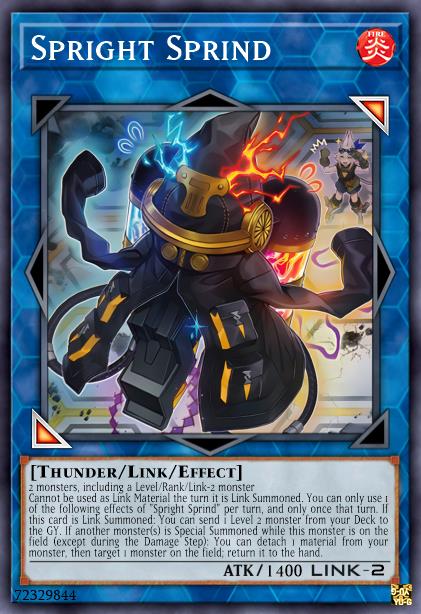 SPRIGHT SPRIND
FIRE
炎
[THUNDER/LINK/EFFECT]
2 monsters, including a Level/Rank/Link-2 monster
Cannot be used as Link Material the turn it is Link Summoned. You can only use 1
of the following effects of "Spright Sprind" per turn, and only once that turn. If
this card is Link Summoned: You can send 1 Level 2 monster from your Deck to
the GY. If another monster(s) is Special Summoned while this monster is on the
field (except during the Damage Step): You can detach 1 material from your
monster, then target 1 monster on the field; return it to the hand.
ATK/1400 LINK-2
72329844